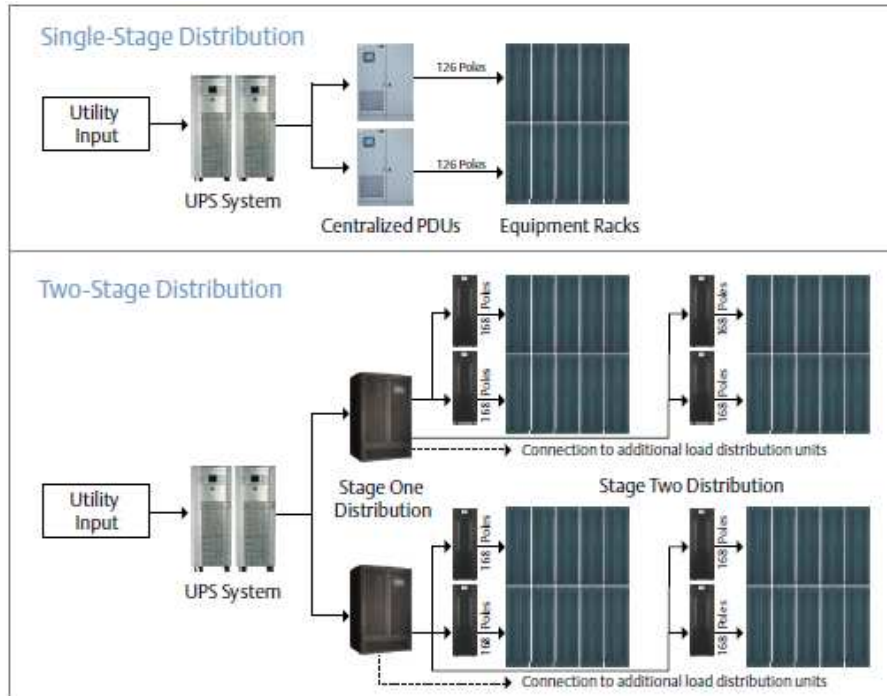 Single-Stage Distribution
126 Poles
Utility
Input
126 Poles
UPS System
Centralized PDUs
Equipment Racks
Two-Stage Distribution
168 Poles
168 Poles
168 Poles
168 Poles
Connection to additional load distribution units
Stage One
Distribution
Stage Two Distribution
Utility
Input
UPS System
168 Poles
168 Poles
168 Poles
168 Poles
Connection to additional load distribution units